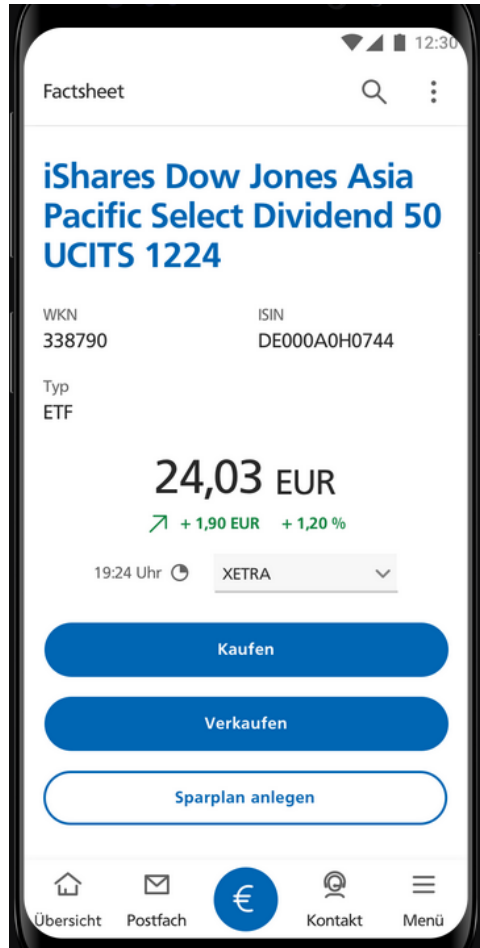 12:30
Factsheet
iShares Dow Jones Asia
Pacific Select Dividend 50
UCITS 1224
WKN ISIN
338790 DE000A0H0744
Typ
ETF
24,03 EUR
+ 1,90 EUR + 1,20 %
19:24 Uhr XETRA
Kaufen
Verkaufen
Sparplan anlegen
€
Übersicht Postfach Kontakt Menü